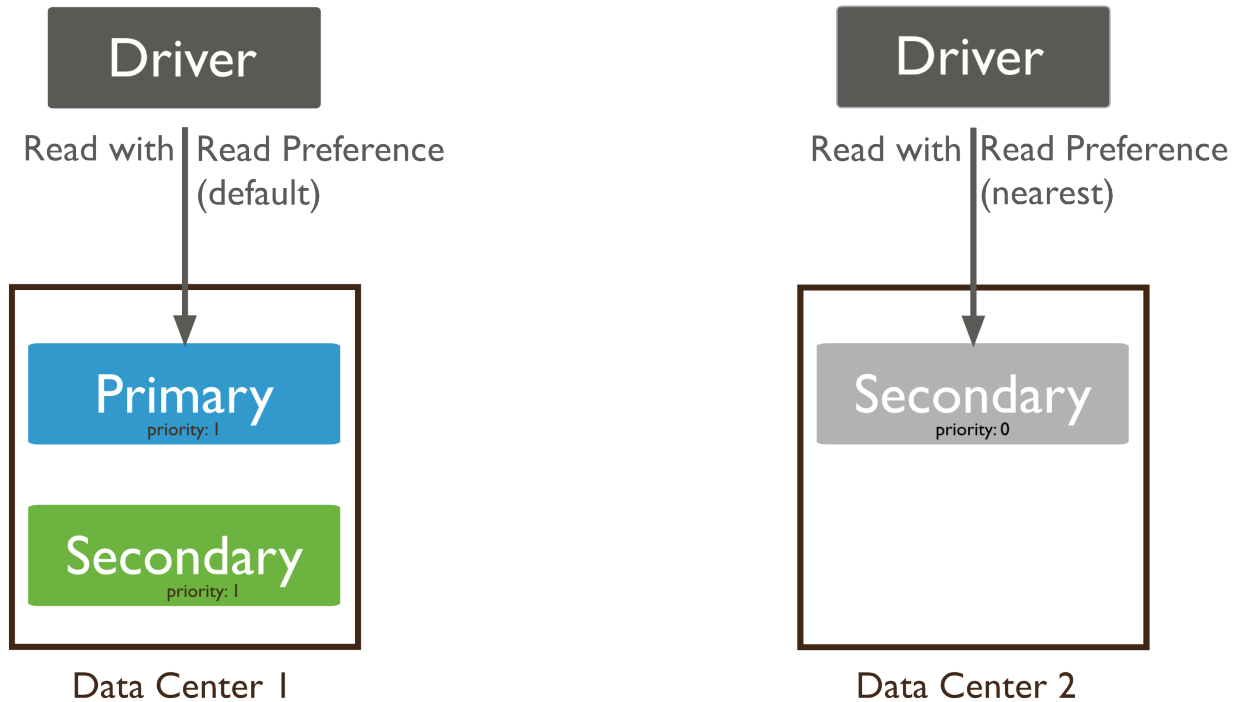 Driver
Read with Read Preference
(default)
Primary
priority: 1
Secondary
priority: 1
Data Center 1
Driver
Read with Read Preference
(nearest)
Secondary
priority: 0
Data Center 2